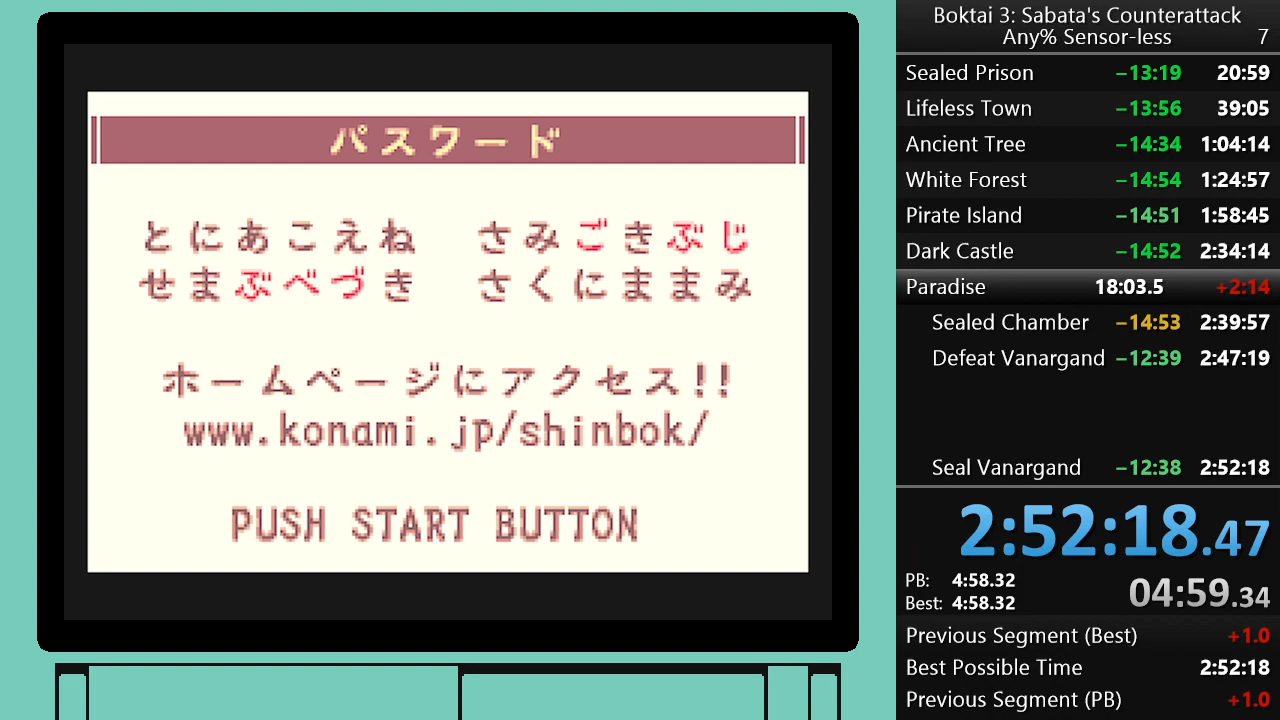 パスワード
とにあこえね さみごきぶじ
せまぶべづき さくにままみ
ホームページにアクセス!!
www.konami.jp/shinbok/
PUSH START BUTTON
Boktai 3: Sabata's Counterattack
Any% Sensor-less 7
Sealed Prison −13:19 20:59
Lifeless Town −13:56 39:05
Ancient Tree −14:34 1:04:14
White Forest −14:54 1:24:57
Pirate Island −14:51 1:58:45
Dark Castle −14:52 2:34:14
Paradise 18:03.5 +2:14
Sealed Chamber −14:53 2:39:57
Defeat Vanargand −12:39 2:47:19
Seal Vanargand −12:38 2:52:18
2:52:18.47
PB: 4:58.32
Best: 4:58.32
04:59.34
Previous Segment (Best) +1.0
Best Possible Time 2:52:18
Previous Segment (PB) +1.0